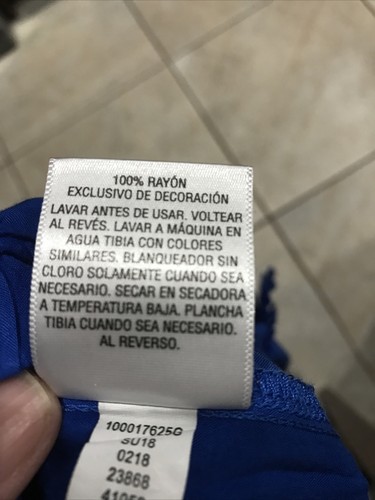 100% RAYÓN
EXCLUSIVO DE DECORACIÓN
LAVAR ANTES DE USAR. VOLTEAR
AL REVÉS. LAVAR A MÁQUINA EN
AGUA TIBIA CON COLORES
SIMILARES. BLANQUEADOR SIN
CLORO SOLAMENTE CUANDO SEA
NECESARIO. SECAR EN SECADORA
A TEMPERATURA BAJA. PLANCHA
TIBIA CUANDO SEA NECESARIO.
AL REVERSO.
100017625G
SU18
0218
23868